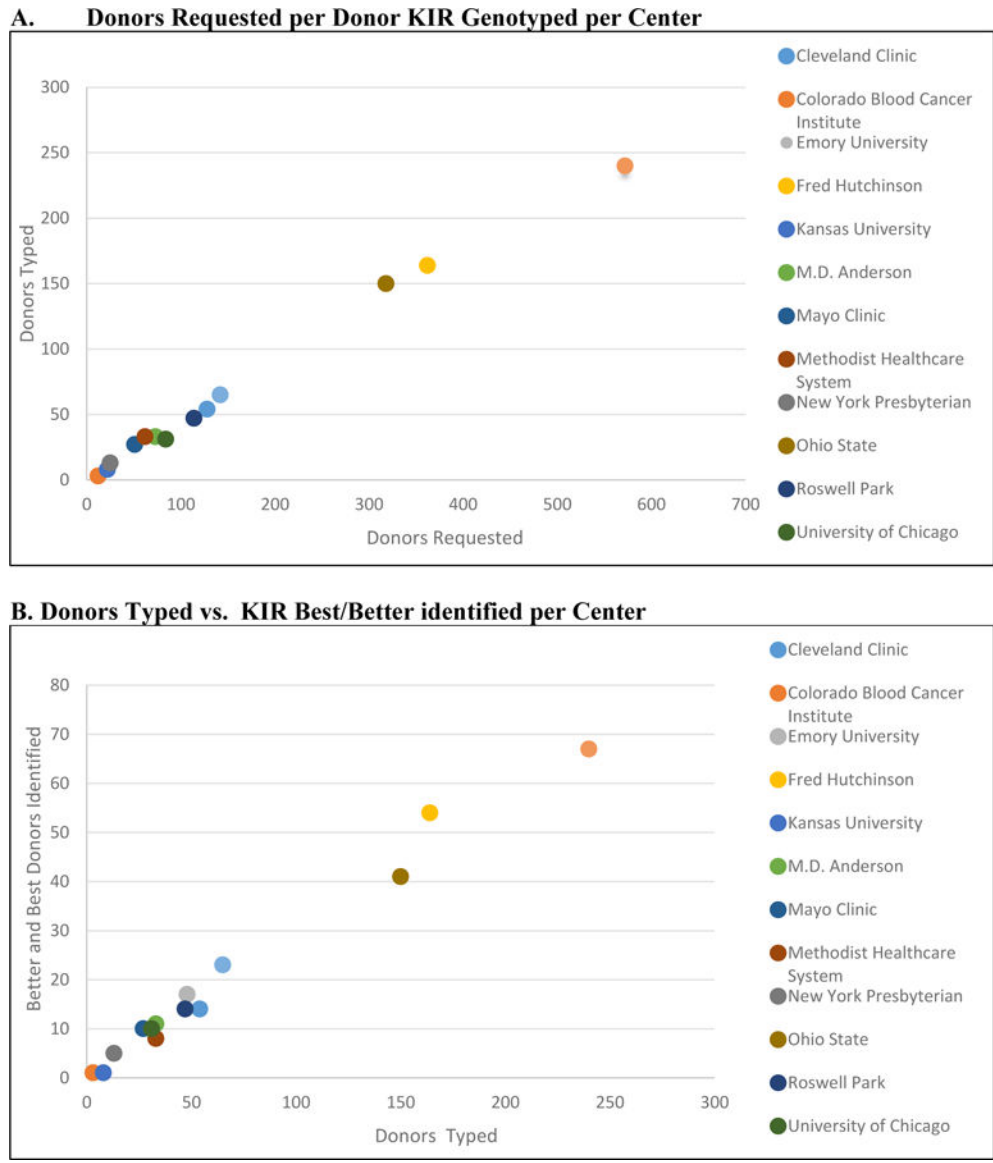 A. Donors Requested per Donor KIR Genotyped per Center
300
250
200
150
100
50
0
Donors Typed
0 100 200 300 400 500 600 700
Donors Requested
Cleveland Clinic
Colorado Blood Cancer
Institute
Emory University
Fred Hutchinson
Kansas University
M.D. Anderson
Mayo Clinic
Methodist Healthcare
System
New York Presbyterian
Ohio State
Roswell Park
University of Chicago
B. Donors Typed vs. KIR Best/Better identified per Center
80
70
60
50
40
30
20
10
0
Better and Best Donors Identified
0 50 100 150 200 250 300
Donors Typed
Cleveland Clinic
Colorado Blood Cancer
Institute
Emory University
Fred Hutchinson
Kansas University
M.D. Anderson
Mayo Clinic
Methodist Healthcare
System
New York Presbyterian
Ohio State
Roswell Park
University of Chicago